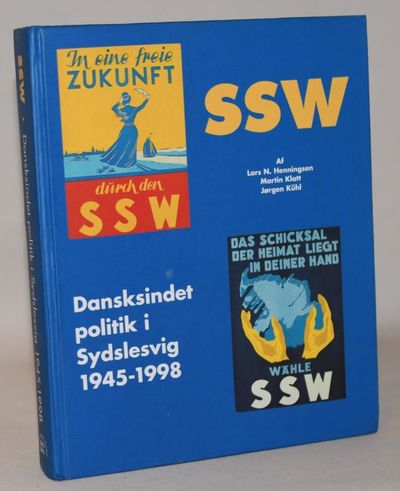 SSW · Dansksindet politik i Sydslesvig 1945-1998
In eine freie
ZUKUNFT
durch den
SSW
SSW
Af
Lars N. Henningsen
Martin Klatt
Jørgen Kühl
DAS SCHICKSAL
DER HEIMAT LIEGT
IN DEINER HAND
WÄHLE
SSW
Dansksindet
politik i
Sydslesvig
1945-1998